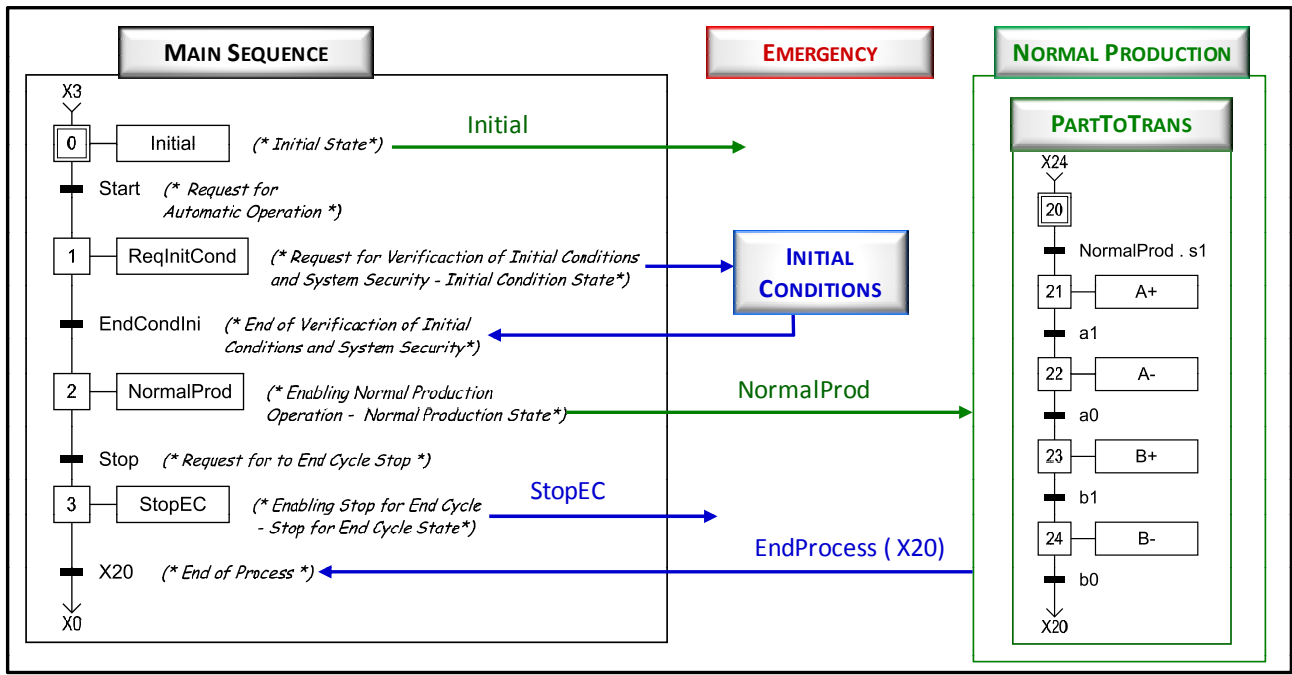 MAIN SEQUENCE
EMERGENCY
NORMAL PRODUCTION
X3
0
Initial
(* Initial State*)
Initial
Start
(* Request for
Automatic Operation *)
1
ReqInitCond
(* Request for Verificaction of Initial Conditions
and System Security - Initial Condition State*)
INITIAL
CONDITIONS
EndCondIni
(* End of Verificaction of Initial
Conditions and System Security*)
2
NormalProd
(* Enabling Normal Production
Operation - Normal Production State*)
NormalProd
Stop
(* Request for to End Cycle Stop *)
3
StopEC
(* Enabling Stop for End Cycle
- Stop for End Cycle State*)
StopEC
EndProcess ( X20)
X20
(* End of Process *)
X0
PARTTOTRANS
X24
20
NormalProd . s1
21
A+
a1
22
A-
a0
23
B+
b1
24
B-
b0
X20